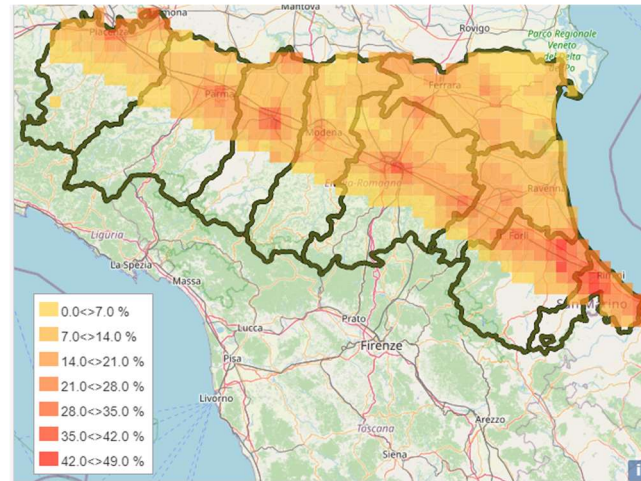 Mantova
Rovigo
Parco Regionale
Veneto
del Delta
Piacenza
Ferrara
Parma
Modena
Emilia-Romagna
Ravenna
Forlì
Rimini
San Marino
Liguria
La Spezia
Massa
Lucca
Prato
Firenze
Pisa
Livorno
Toscana
Arezzo
Siena
0.0<>7.0 %
7.0<>14.0 %
14.0<>21.0 %
21.0<>28.0 %
28.0<>35.0 %
35.0<>42.0 %
42.0<>49.0 %
i